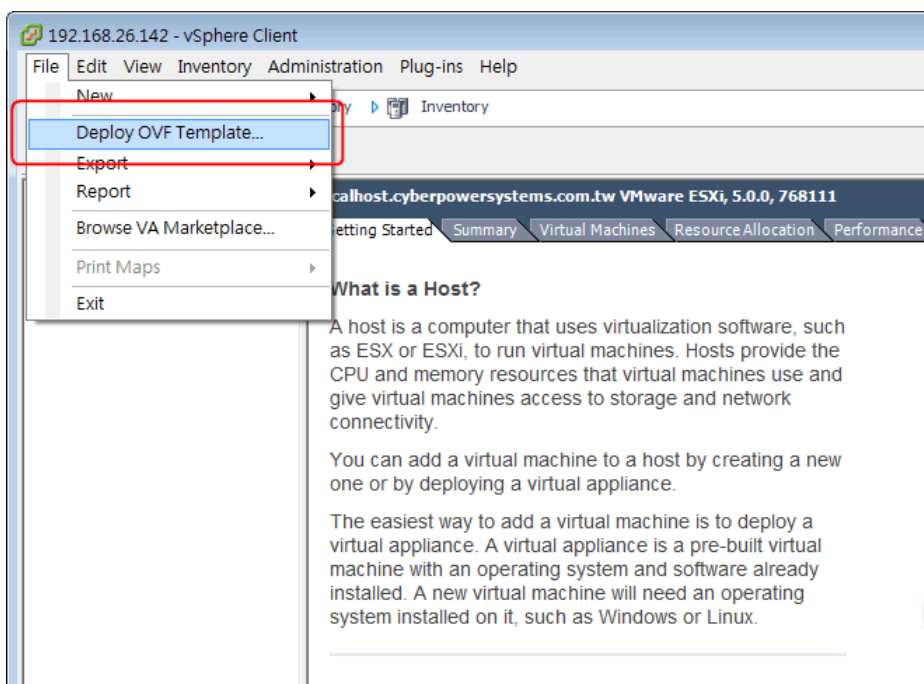 192.168.26.142 - vSphere Client
File Edit View Inventory Administration Plug-ins Help
New
Inventory
Deploy OVF Template...
Export
Report
calhost.cyberpowersystems.com.tw VMware ESXi, 5.0.0, 768111
Browse VA Marketplace...
etting Started Summary Virtual Machines Resource Allocation Performance
Print Maps
Exit
What is a Host?
A host is a computer that uses virtualization software, such
as ESX or ESXi, to run virtual machines. Hosts provide the
CPU and memory resources that virtual machines use and
give virtual machines access to storage and network
connectivity.
You can add a virtual machine to a host by creating a new
one or by deploying a virtual appliance.
The easiest way to add a virtual machine is to deploy a
virtual appliance. A virtual appliance is a pre-built virtual
machine with an operating system and software already
installed. A new virtual machine will need an operating
system installed on it, such as Windows or Linux.